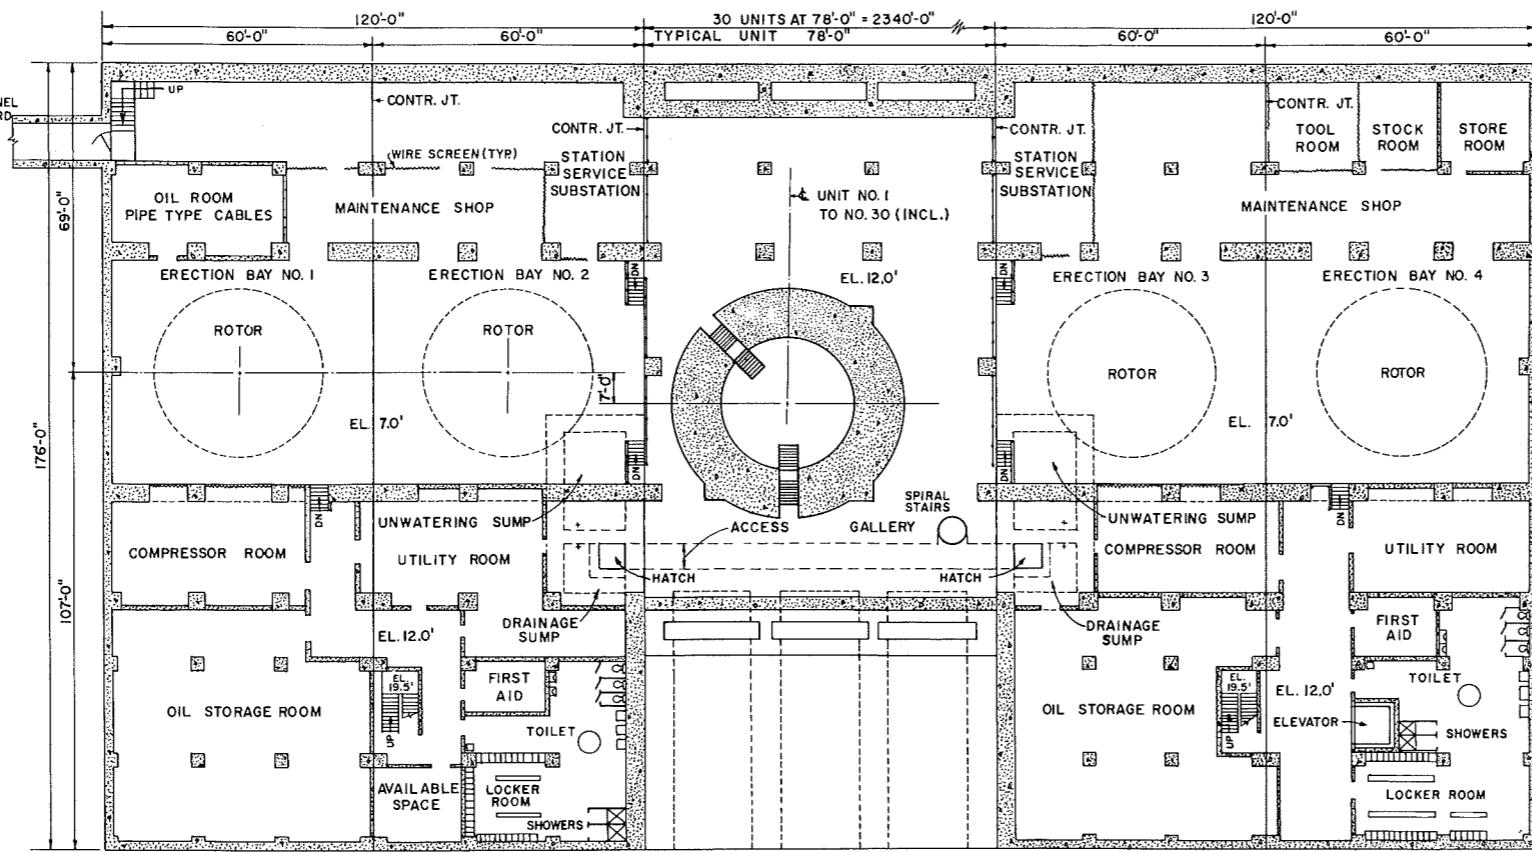 120'-0"
30 UNITS AT 78'-0" = 2340'-0"
120'-0"
60'-0"
60'-0"
TYPICAL UNIT 78'-0"
60'-0"
60'-0"
UP
CONTR. JT.
CONTR. JT.
CONTR. JT.
CONTR. JT.
WIRE SCREEN (TYP.)
STATION
SERVICE
SUBSTATION
STATION
SERVICE
SUBSTATION
TOOL
ROOM
STOCK
ROOM
STORE
ROOM
OIL ROOM
PIPE TYPE CABLES
MAINTENANCE SHOP
℄ UNIT NO. 1
TO NO. 30 (INCL.)
MAINTENANCE SHOP
69'-0"
176'-0"
107'-0"
ERECTION BAY NO. 1
ERECTION BAY NO. 2
DN
EL. 12.0'
DN
ERECTION BAY NO. 3
ERECTION BAY NO. 4
ROTOR
ROTOR
ROTOR
ROTOR
7'-0"
EL. 7.0'
EL. 7.0'
DN
DN
DN
UNWATERING SUMP
ACCESS GALLERY
SPIRAL
STAIRS
UNWATERING SUMP
DN
COMPRESSOR ROOM
UTILITY ROOM
COMPRESSOR ROOM
UTILITY ROOM
HATCH
HATCH
DRAINAGE
SUMP
DRAINAGE
SUMP
EL. 12.0'
FIRST
AID
FIRST
AID
EL.
19.5'
UP
EL.
19.5'
UP
EL. 12.0'
TOILET
OIL STORAGE ROOM
OIL STORAGE ROOM
TOILET
ELEVATOR
SHOWERS
AVAILABLE
SPACE
LOCKER
ROOM
SHOWERS
LOCKER ROOM